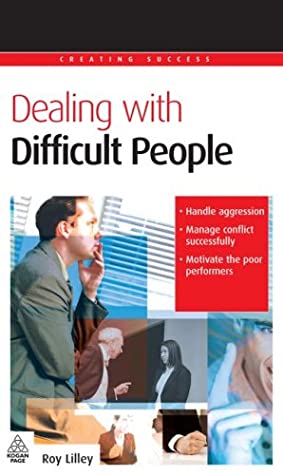 CREATING SUCCESS
Dealing with
Difficult People
• Handle aggression
• Manage conflict
successfully
• Motivate the poor
performers
KOGAN
PAGE
Roy Lilley